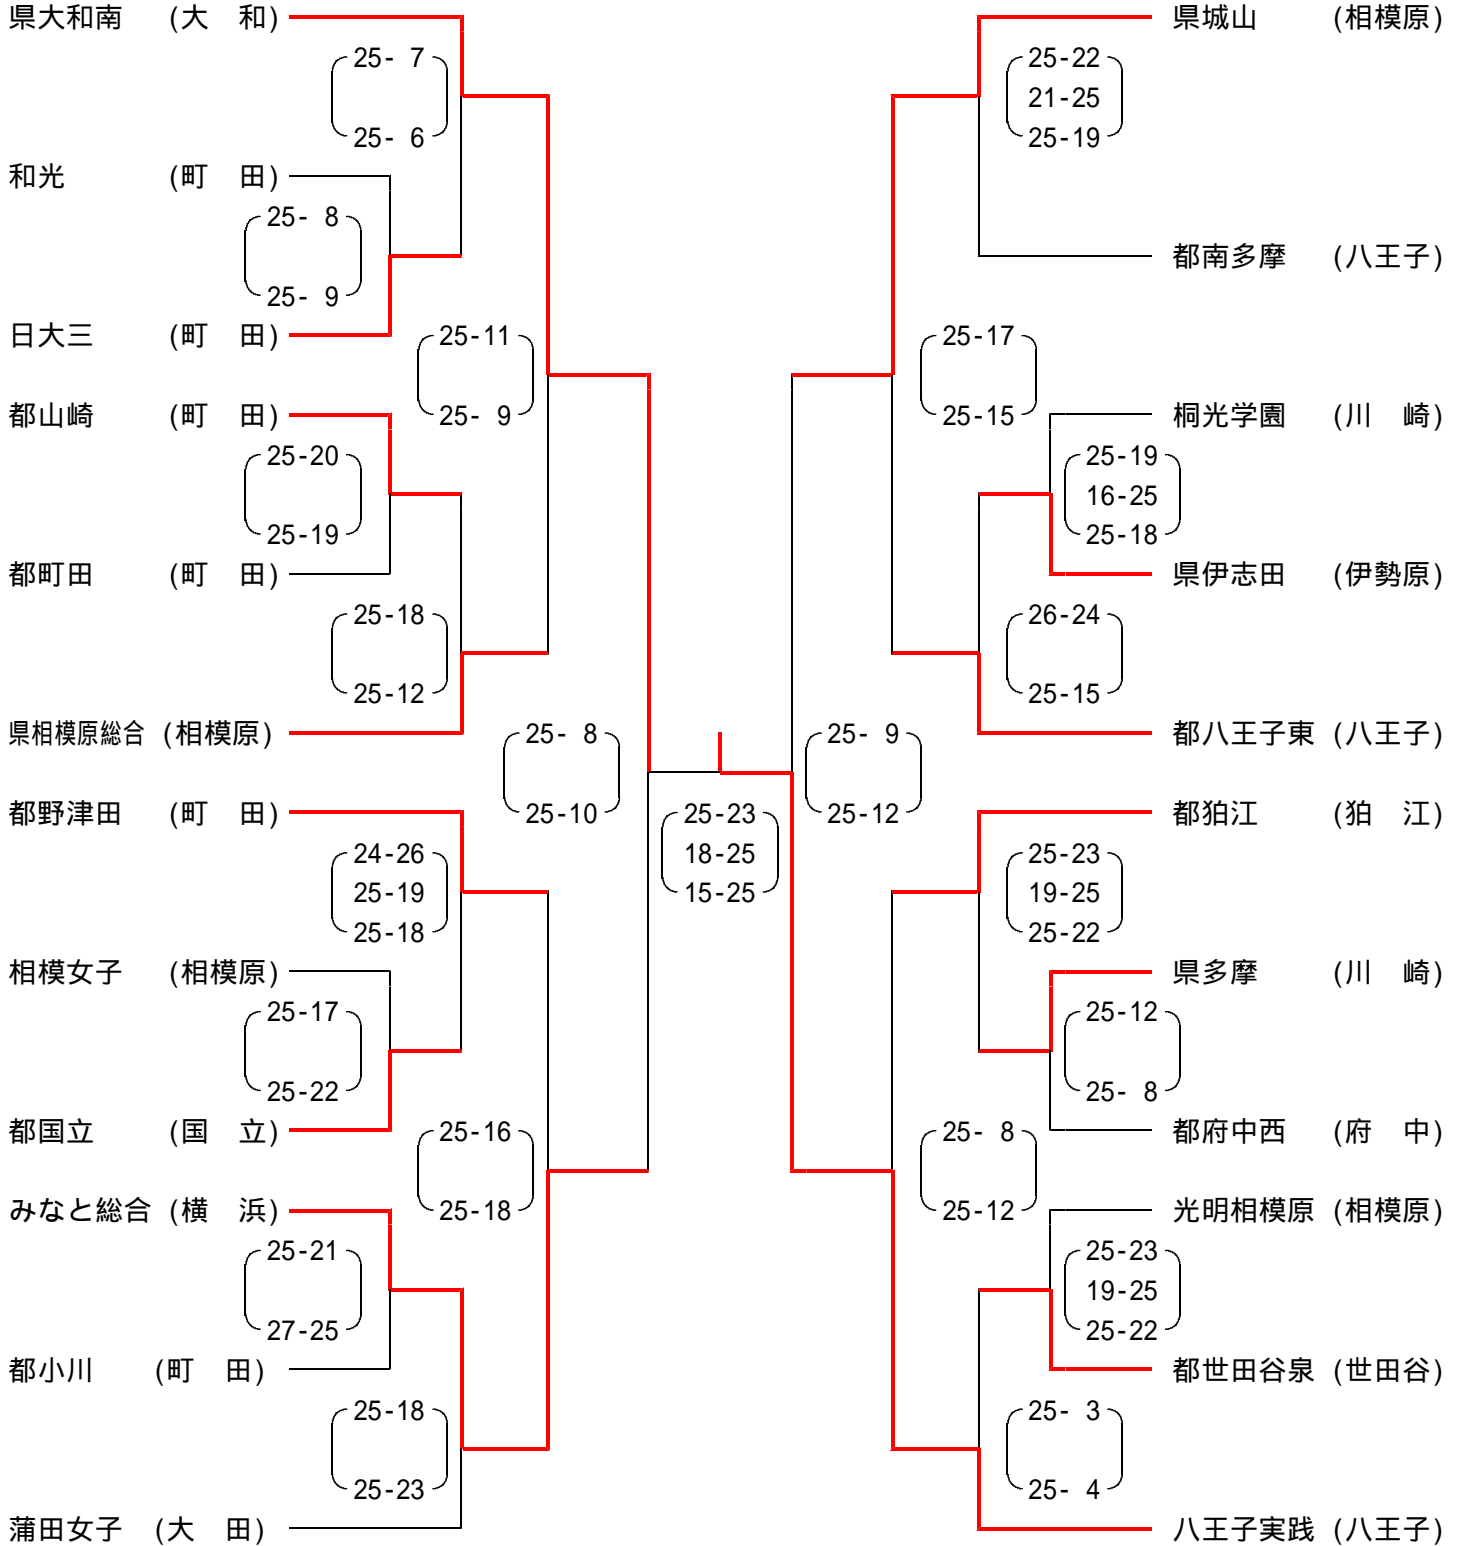 県大和南 (大 和)
25- 7
25- 6
和光 (町 田)
25- 8
25- 9
日大三 (町 田)
25-11
25- 9
都山崎 (町 田)
25-20
25-19
都町田 (町 田)
25-18
25-12
県相模原総合 (相模原)
25- 8
25-10
都野津田 (町 田)
24-26
25-19
25-18
相模女子 (相模原)
25-17
25-22
都国立 (国 立)
25-16
25-18
みなと総合 (横 浜)
25-21
27-25
都小川 (町 田)
25-18
25-23
蒲田女子 (大 田)
25-23
18-25
15-25
県城山 (相模原)
25-22
21-25
25-19
都南多摩 (八王子)
25-17
25-15
桐光学園 (川 崎)
25-19
16-25
25-18
県伊志田 (伊勢原)
26-24
25-15
都八王子東 (八王子)
25- 9
25-12
都狛江 (狛 江)
25-23
19-25
25-22
県多摩 (川 崎)
25-12
25- 8
都府中西 (府 中)
25- 8
25-12
光明相模原 (相模原)
25-23
19-25
25-22
都世田谷泉 (世田谷)
25- 3
25- 4
八王子実践 (八王子)